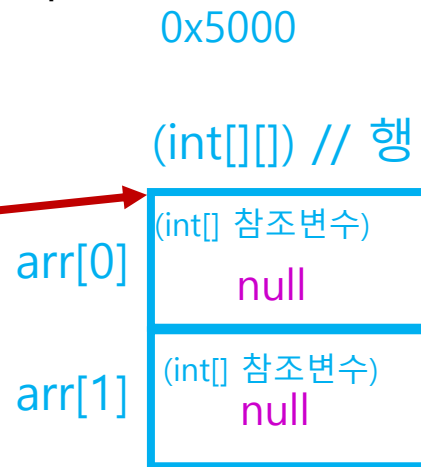 0x5000
(int[][]) // 행
(int[] 참조변수)
arr[0]
null
(int[] 참조변수)
arr[1]
null